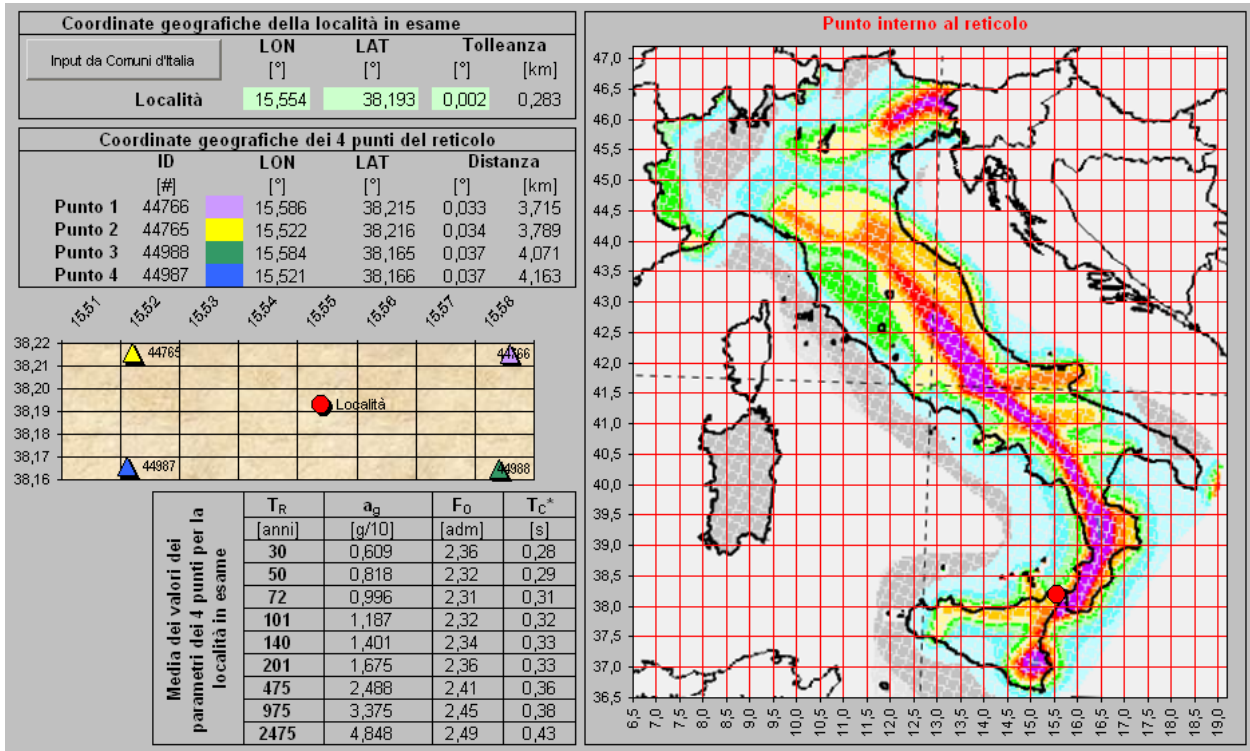 Coordinate geografiche della località in esame
Input da Comuni d'Italia
LON LAT Tolleanza
[°] [°] [°] [km]
Località 15,554 38,193 0,002 0,283
Coordinate geografiche dei 4 punti del reticolo
ID LON LAT Distanza
[#] [°] [°] [°] [km]
Punto 1 44766 15,586 38,215 0,033 3,715
Punto 2 44765 15,522 38,216 0,034 3,789
Punto 3 44988 15,584 38,165 0,037 4,071
Punto 4 44987 15,521 38,166 0,037 4,163
15,51 15,52 15,53 15,54 15,55 15,56 15,57 15,58
38,22
38,21
38,20
38,19
38,18
38,17
38,16
44765
44766
Località
44987
44988
Media dei valori dei parametri dei 4 punti per la località in esame
TR ag F0 TC*
[anni] [g/10] [adm] [s]
30 0,609 2,36 0,28
50 0,818 2,32 0,29
72 0,996 2,31 0,31
101 1,187 2,32 0,32
140 1,401 2,34 0,33
201 1,675 2,36 0,33
475 2,488 2,41 0,36
975 3,375 2,45 0,38
2475 4,848 2,49 0,43
Punto interno al reticolo
47,0
46,5
46,0
45,5
45,0
44,5
44,0
43,5
43,0
42,5
42,0
41,5
41,0
40,5
40,0
39,5
39,0
38,5
38,0
37,5
37,0
36,5
6,5 7,0 7,5 8,0 8,5 9,0 9,5 10,0 10,5 11,0 11,5 12,0 12,5 13,0 13,5 14,0 14,5 15,0 15,5 16,0 16,5 17,0 17,5 18,0 18,5 19,0